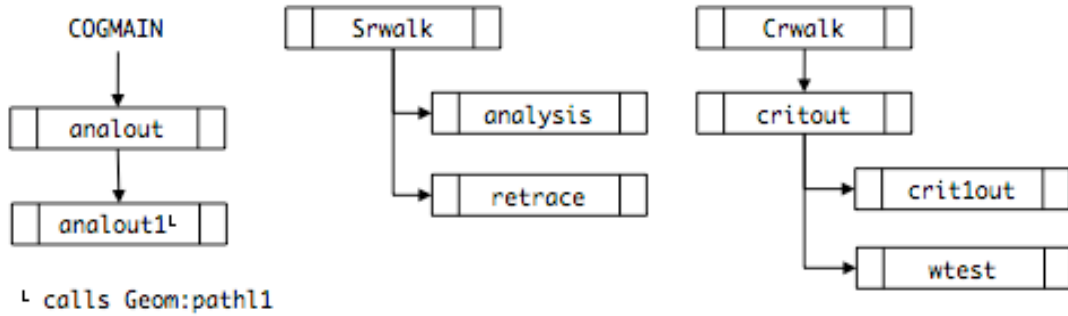 COGMAIN
analout
analout1ᴸ
ᴸ calls Geom:pathl1
Srwalk
analysis
retrace
Crwalk
critout
crit1out
wtest